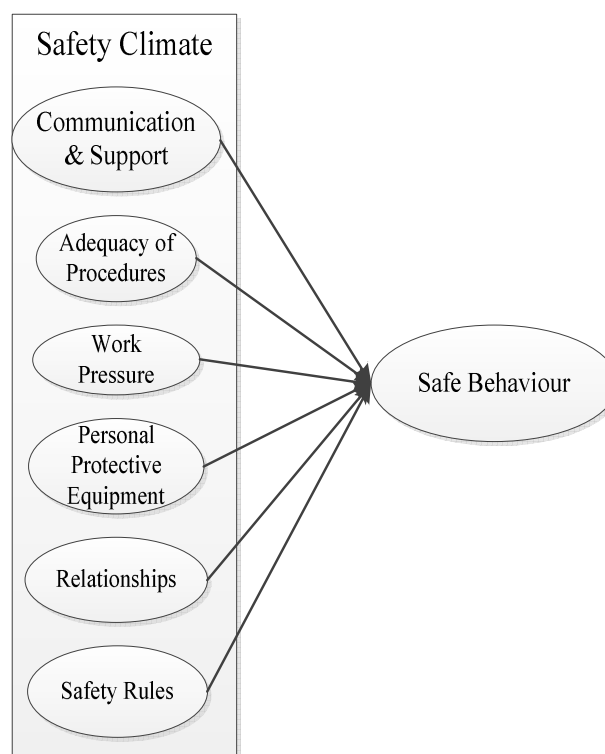 Safety Climate
Communication
& Support
Adequacy of
Procedures
Work
Pressure
Personal
Protective
Equipment
Relationships
Safety Rules
Safe Behaviour